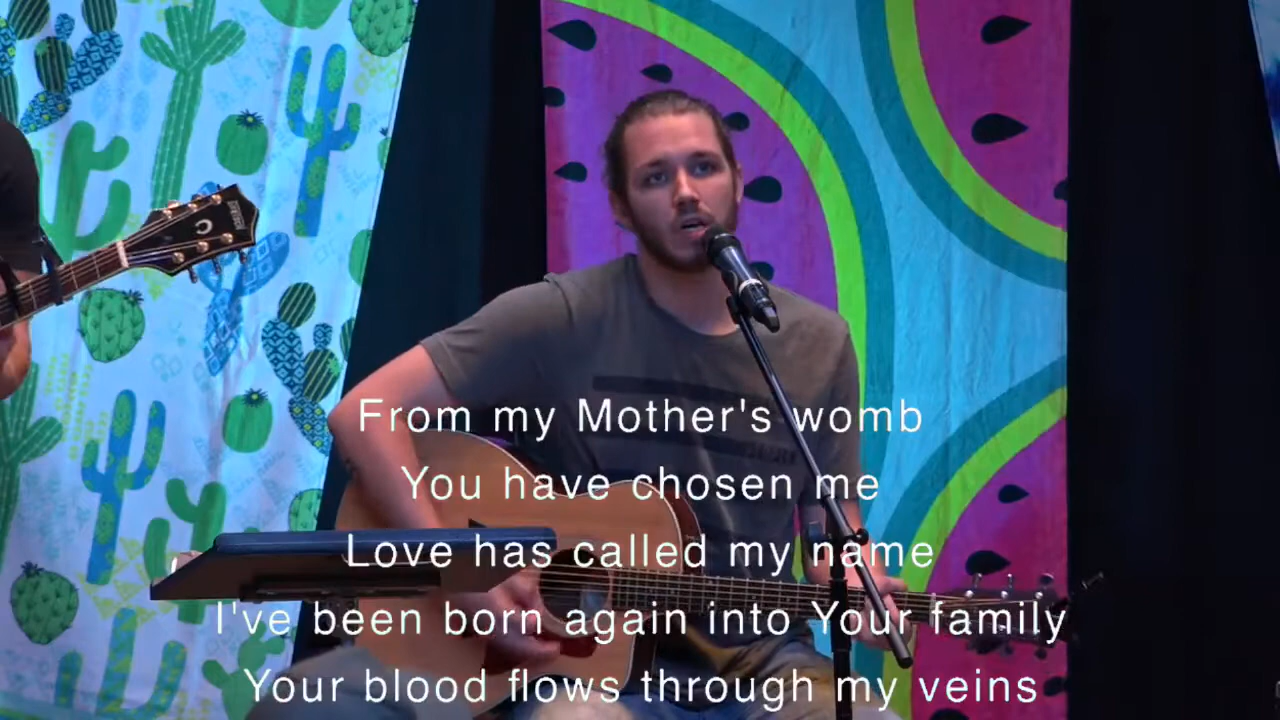 From my Mother's womb
You have chosen me
Love has called my name
I've been born again into Your family
Your blood flows through my veins